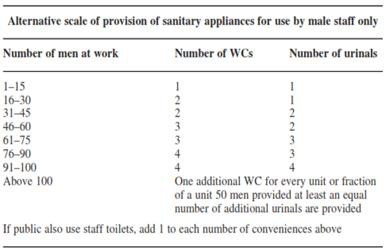 Alternative scale of provision of sanitary appliances for use by male staff only
Number of men at work Number of WCs Number of urinals
1–15 1 1
16–30 2 1
31–45 2 2
46–60 3 2
61–75 3 3
76–90 4 3
91–100 4 4
Above 100 One additional WC for every unit or fraction
of a unit 50 men provided at least an equal
number of additional urinals are provided
If public also use staff toilets, add 1 to each number of conveniences above